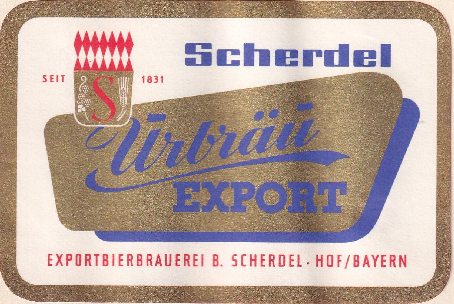 Scherdel
SEIT S 1831
Urbräu
EXPORT
EXPORTBIERBRAUEREI B. SCHERDEL · HOF/BAYERN